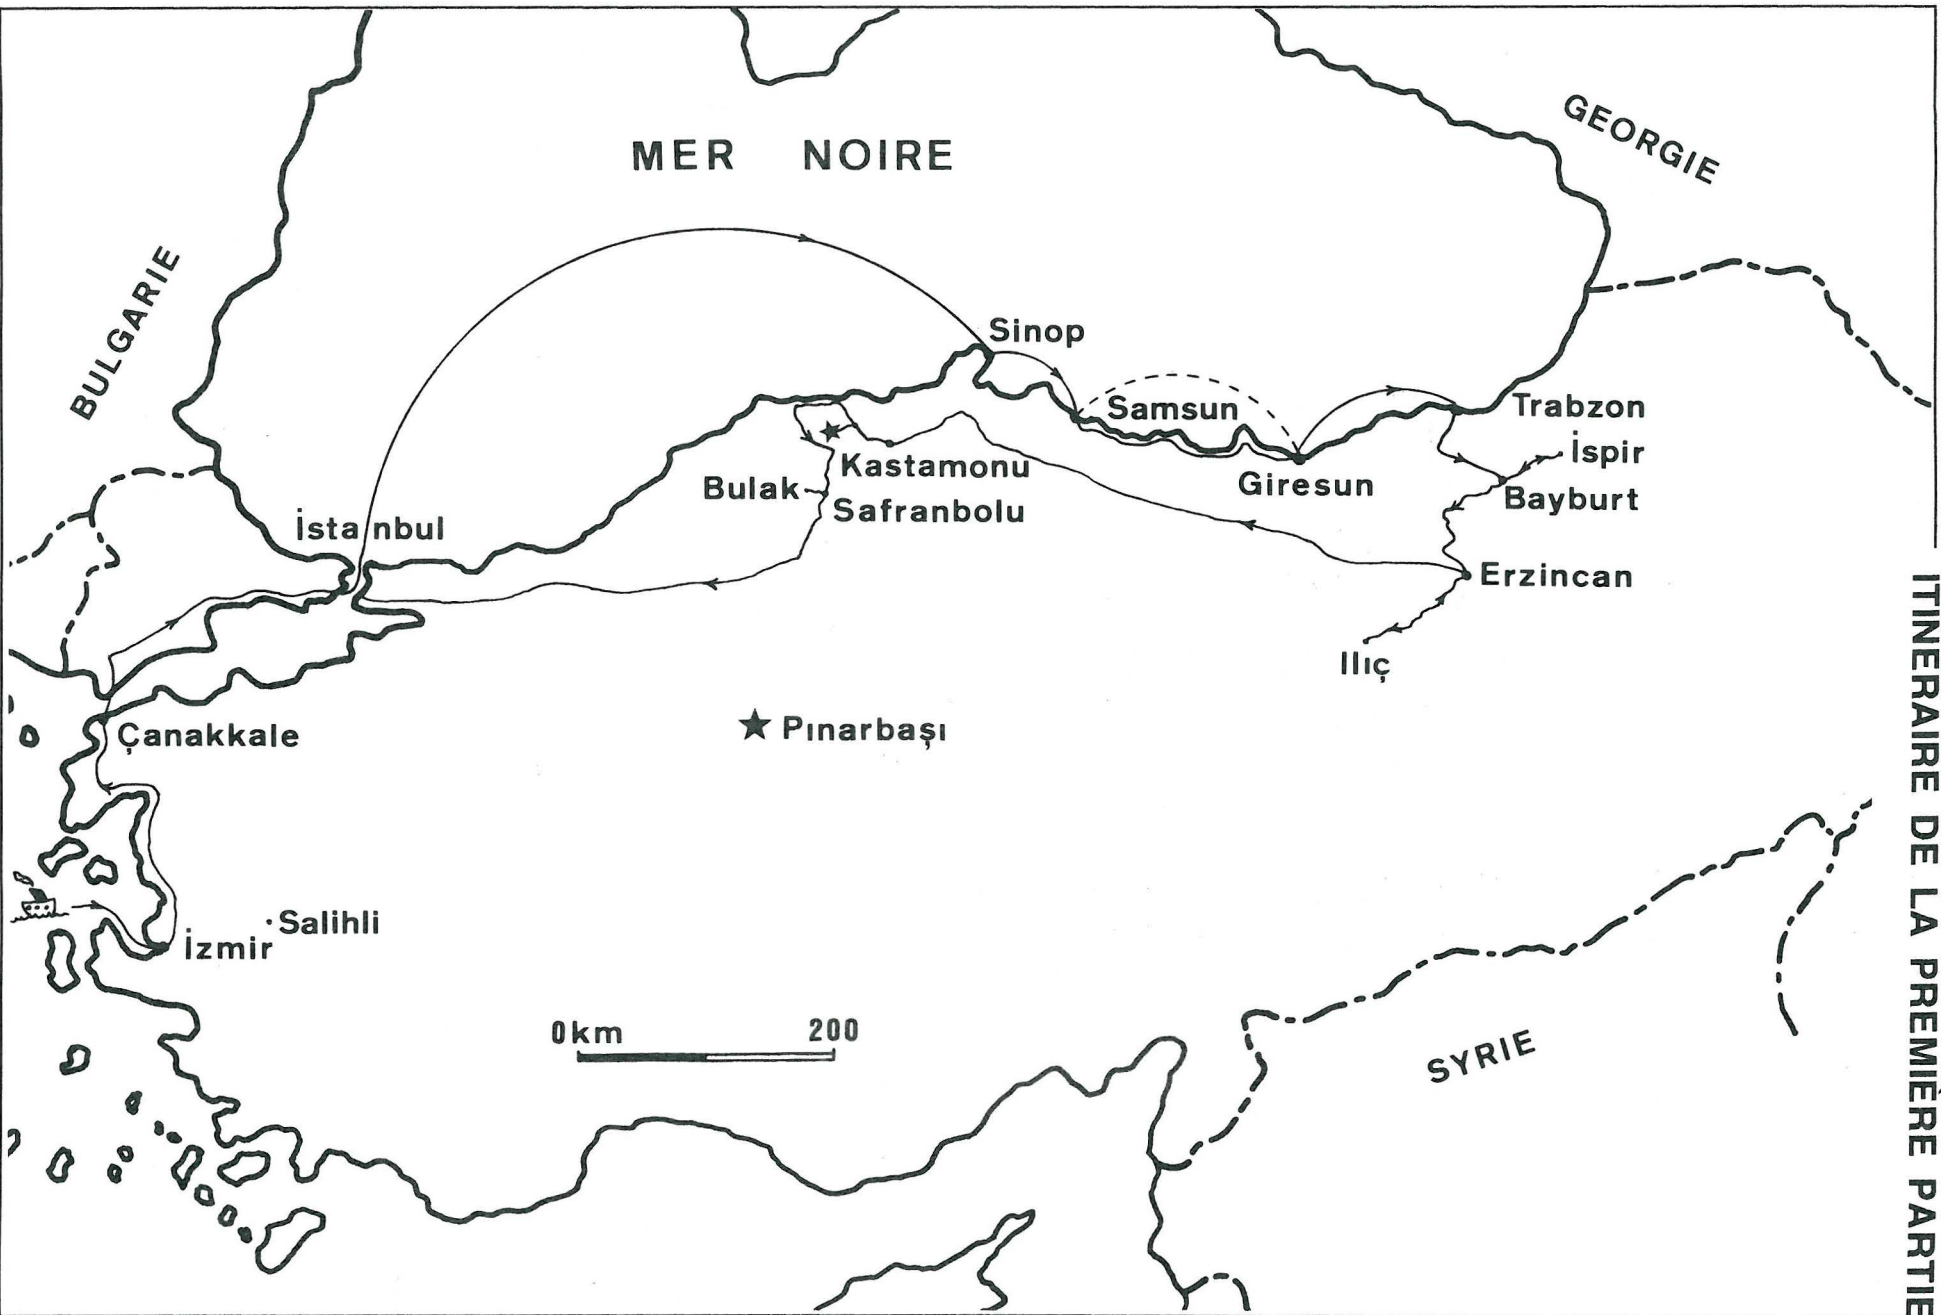 GEORGIE
MER NOIRE
BULGARIE
Sinop
Samsun
Trabzon
İspir
Kastamonu
Giresun
Bulak
Bayburt
Safranbolu
İstanbul
Erzincan
Ilıç
Çanakkale
★ Pınarbaşı
Salihli
İzmir
0km 200
SYRIE
ITINERAIRE DE LA PREMIÈRE PARTIE